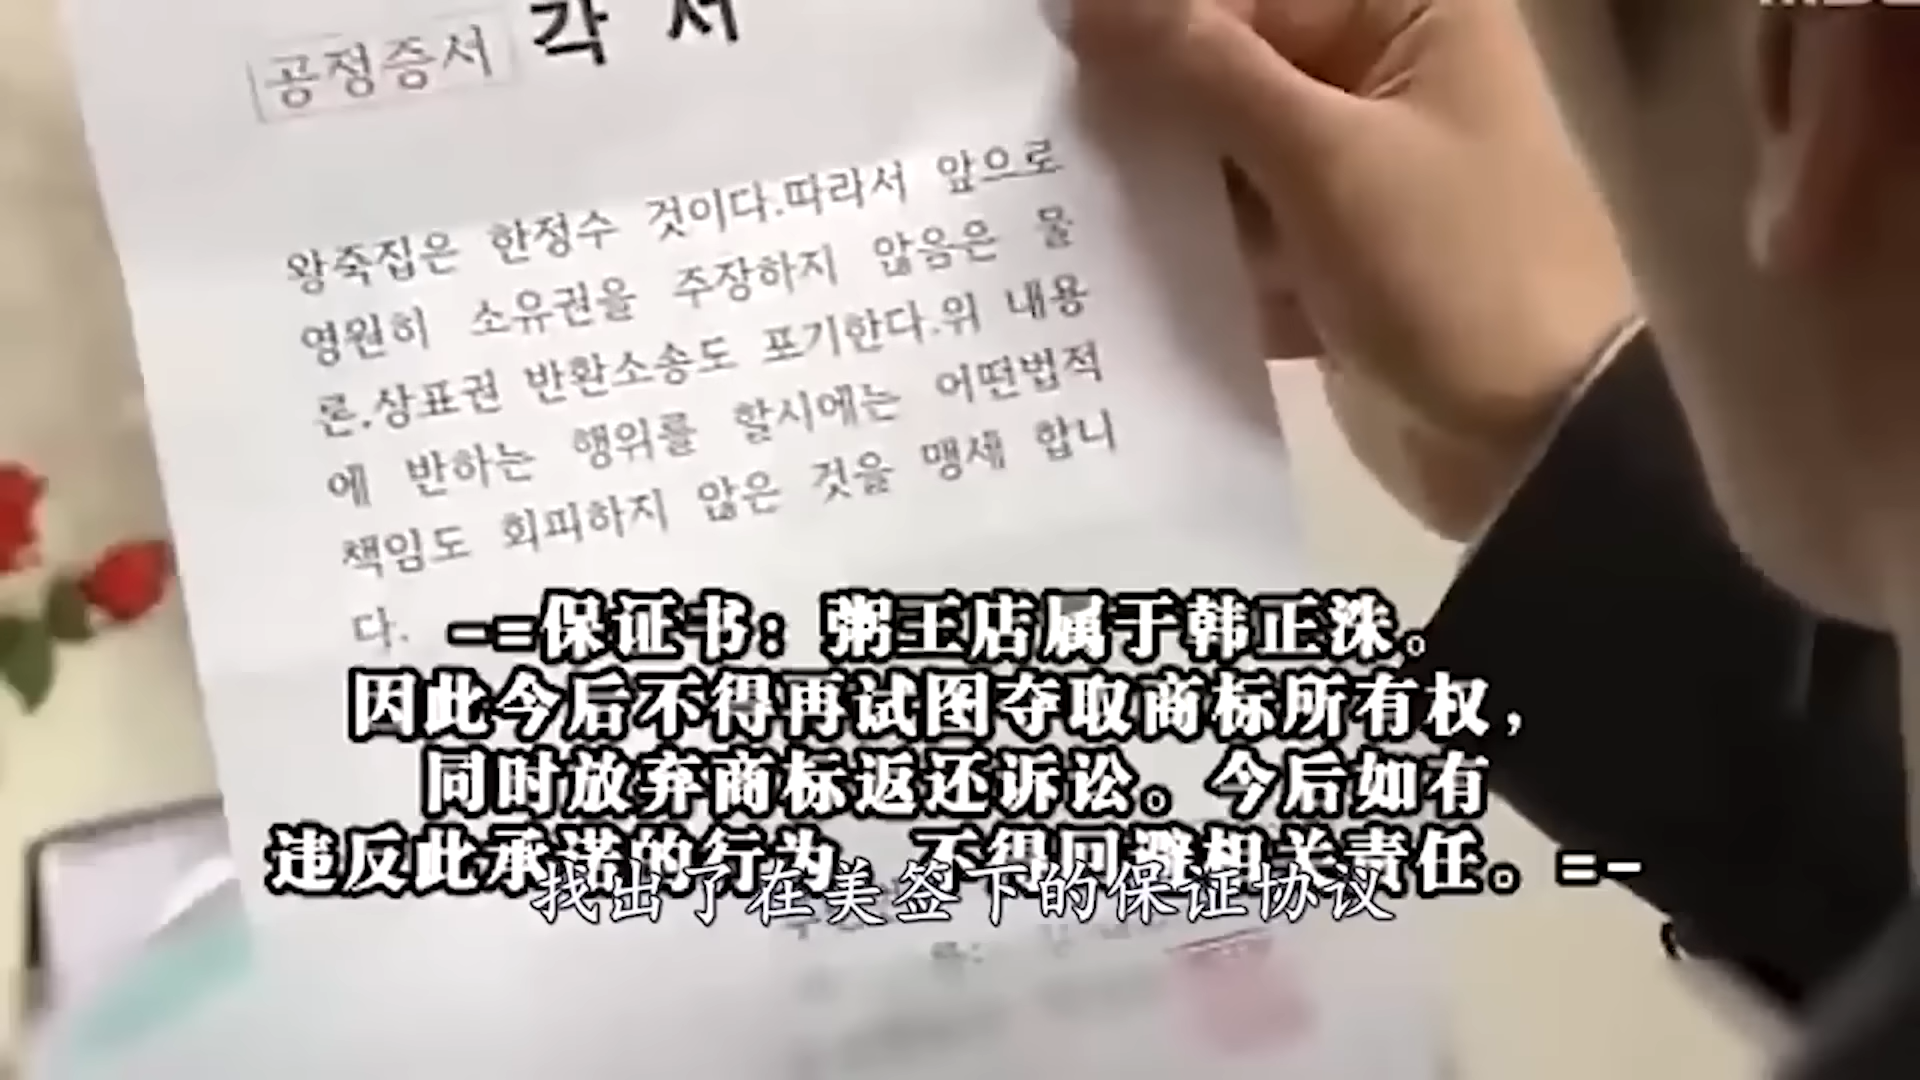 공정증서 각 서
왕죽집은 한정수 것이다.따라서 앞으로
영원히 소유권을 주장하지 않음은 물
론.상표권 반환소송도 포기한다.위 내용
에 반하는 행위를 할시에는 어떤법적
책임도 회피하지 않은 것을 맹세 합니
다.
-=保证书：粥王店属于韩正洙。
因此今后不得再试图夺取商标所有权，
同时放弃商标返还诉讼。今后如有
违反此承诺的行为，不得回避相关责任。=-
找出了在美签下的保证协议